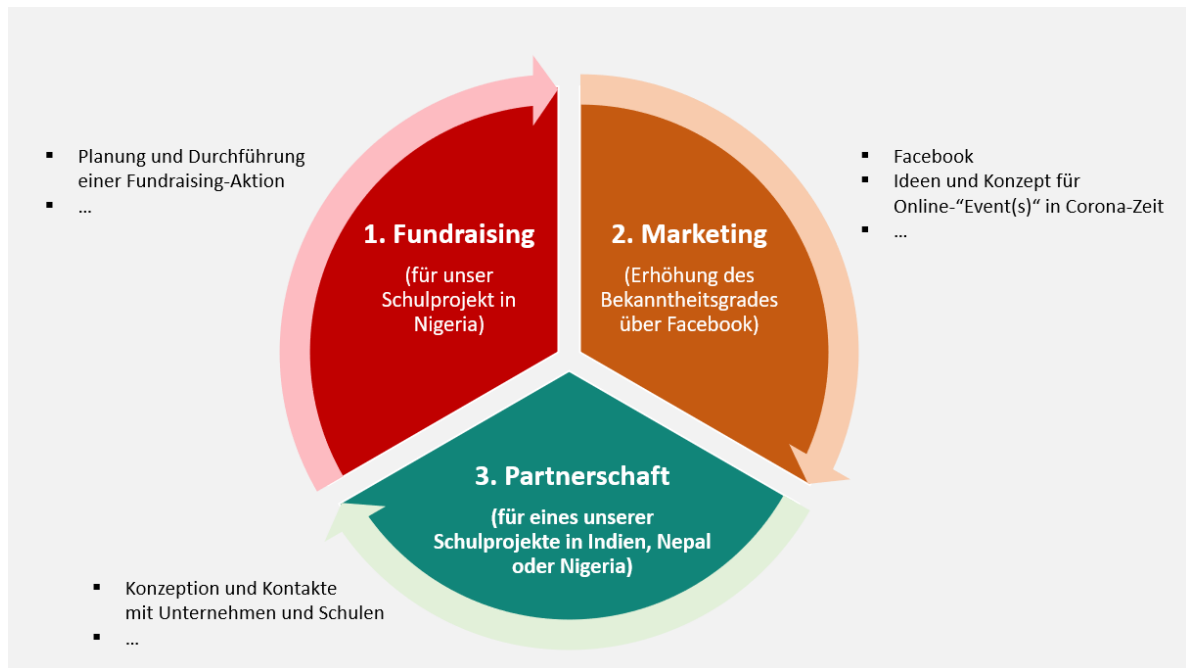 ▪ Planung und Durchführung
einer Fundraising-Aktion
▪ ...
1. Fundraising
(für unser
Schulprojekt in
Nigeria)
2. Marketing
(Erhöhung des
Bekanntheitsgrades
über Facebook)
▪ Facebook
▪ Ideen und Konzept für
Online-“Event(s)“ in Corona-Zeit
▪ ...
3. Partnerschaft
(für eines unserer
Schulprojekte in Indien, Nepal
oder Nigeria)
▪ Konzeption und Kontakte
mit Unternehmen und Schulen
▪ ...